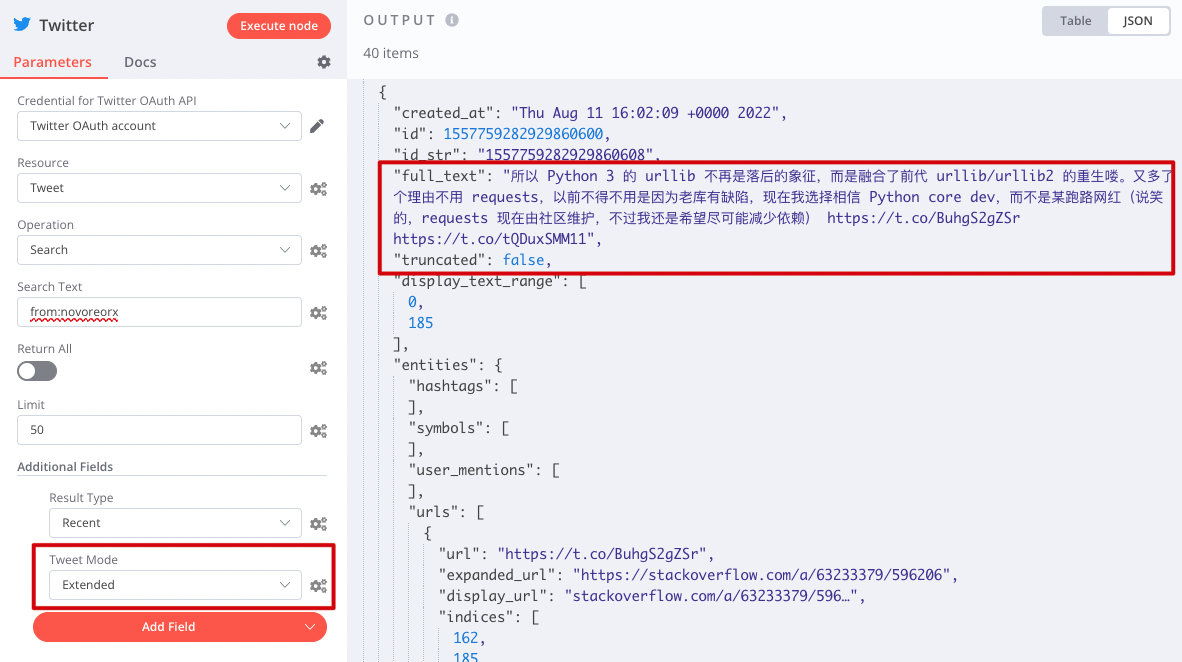 Twitter
Execute node
Parameters
Docs
Credential for Twitter OAuth API
Twitter OAuth account
Resource
Tweet
Operation
Search
Search Text
from:novoreorx
Return All
Limit
50
Additional Fields
Result Type
Recent
Tweet Mode
Extended
Add Field
OUTPUT
Table
JSON
40 items
{
"created_at": "Thu Aug 11 16:02:09 +0000 2022",
"id": 1557759282929860600,
"id_str": "1557759282929860608",
"full_text": "所以 Python 3 的 urllib 不再是落后的象征，而是融合了前代 urllib/urllib2 的重生喽。又多了
个理由不用 requests，以前不得不用是因为老库有缺陷，现在我选择相信 Python core dev，而不是某跑路网红（说笑
的，requests 现在由社区维护，不过我还是希望尽可能减少依赖） https://t.co/BuhgS2gZSr
https://t.co/tQDuxSMM11",
"truncated": false,
"display_text_range": [
0,
185
],
"entities": {
"hashtags": [
],
"symbols": [
],
"user_mentions": [
],
"urls": [
{
"url": "https://t.co/BuhgS2gZSr",
"expanded_url": "https://stackoverflow.com/a/63233379/596206",
"display_url": "stackoverflow.com/a/63233379/596…",
"indices": [
162,
185